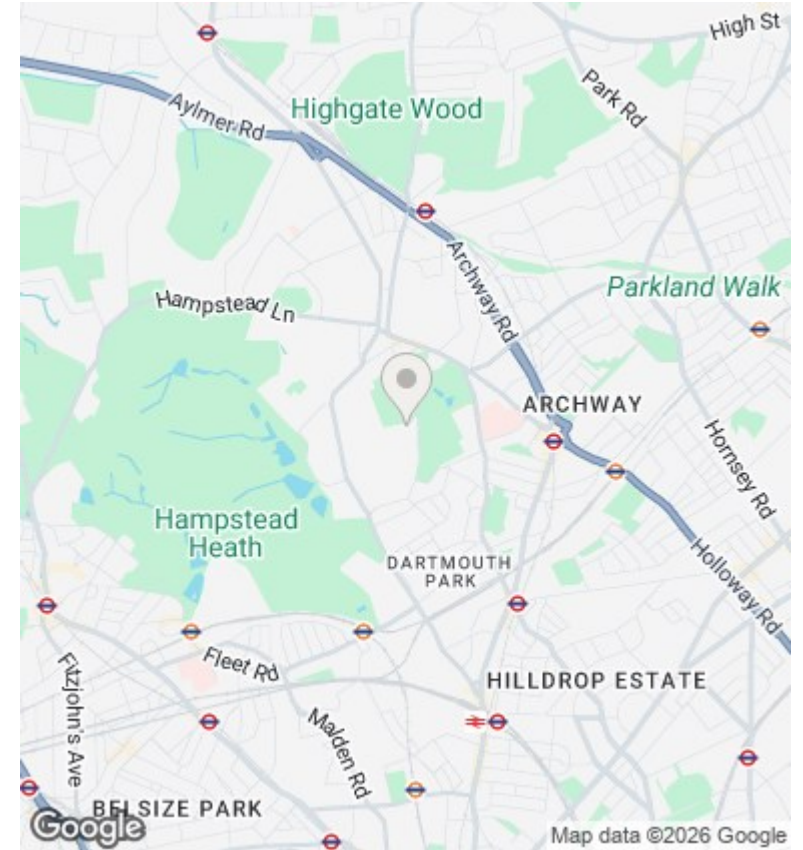 High St
Park Rd
Highgate Wood
Aylmer Rd
Archway Rd
Parkland Walk
Hampstead Ln
ARCHWAY
Hornsey Rd
Hampstead
Heath
DARTMOUTH
PARK
Holloway Rd
Fleet Rd
Fitzjohn's Ave
HILLDROP ESTATE
Malden Rd
BELSIZE PARK
Google
Map data ©2026 Google